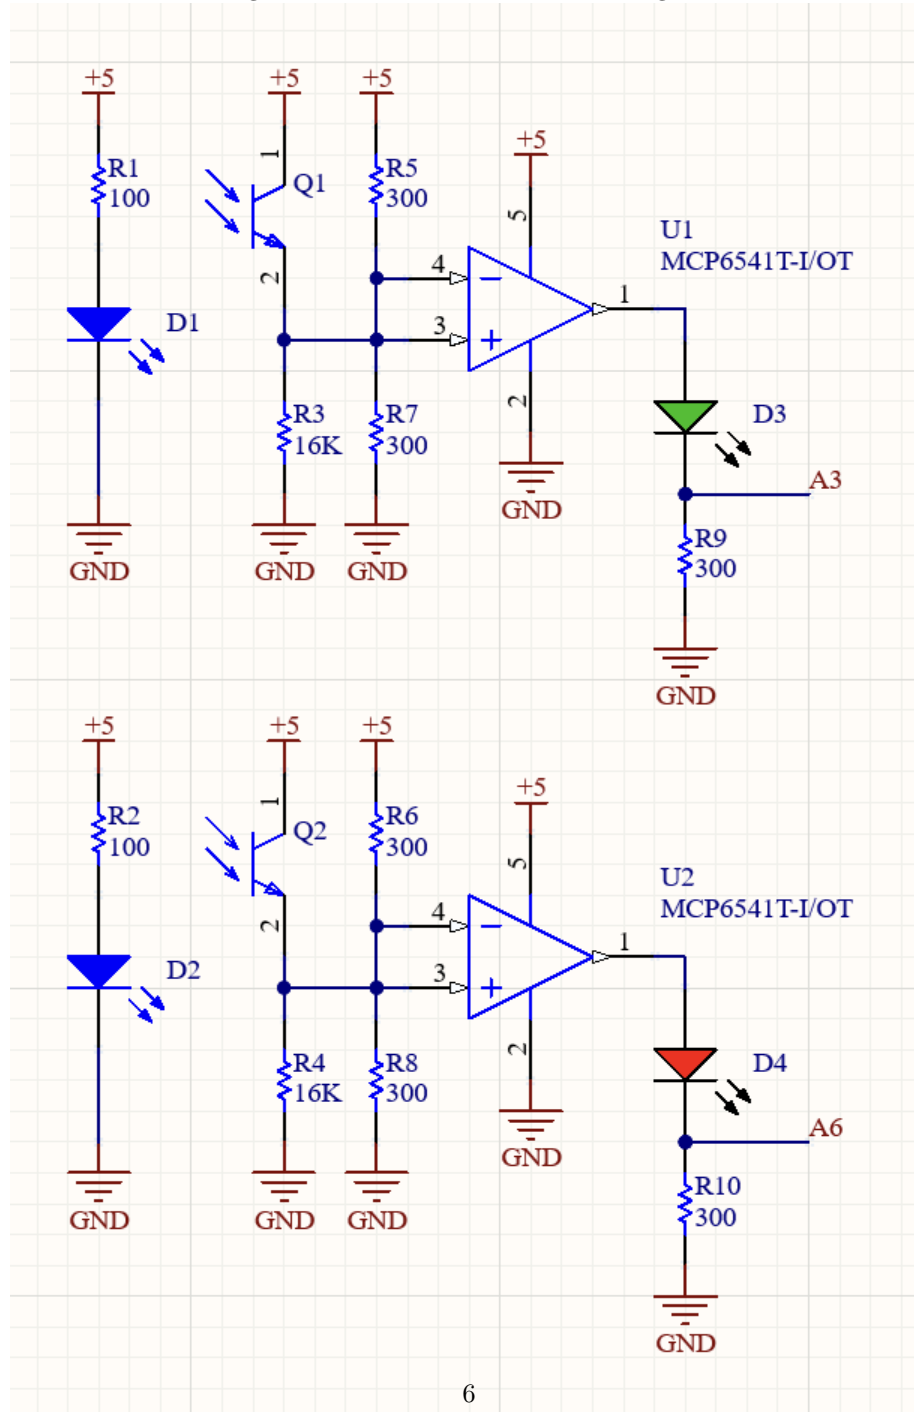 +5
+5
+5
+5
R1
100
1
Q1
R5
300
5
U1
MCP6541T-I/OT
2
4
3
1
D1
2
R3
16K
R7
300
D3
A3
GND
R9
300
GND
GND
GND
GND
+5
+5
+5
+5
R2
100
1
Q2
R6
300
5
U2
MCP6541T-I/OT
2
4
3
1
D2
2
R4
16K
R8
300
D4
A6
GND
R10
300
GND
GND
GND
GND
6